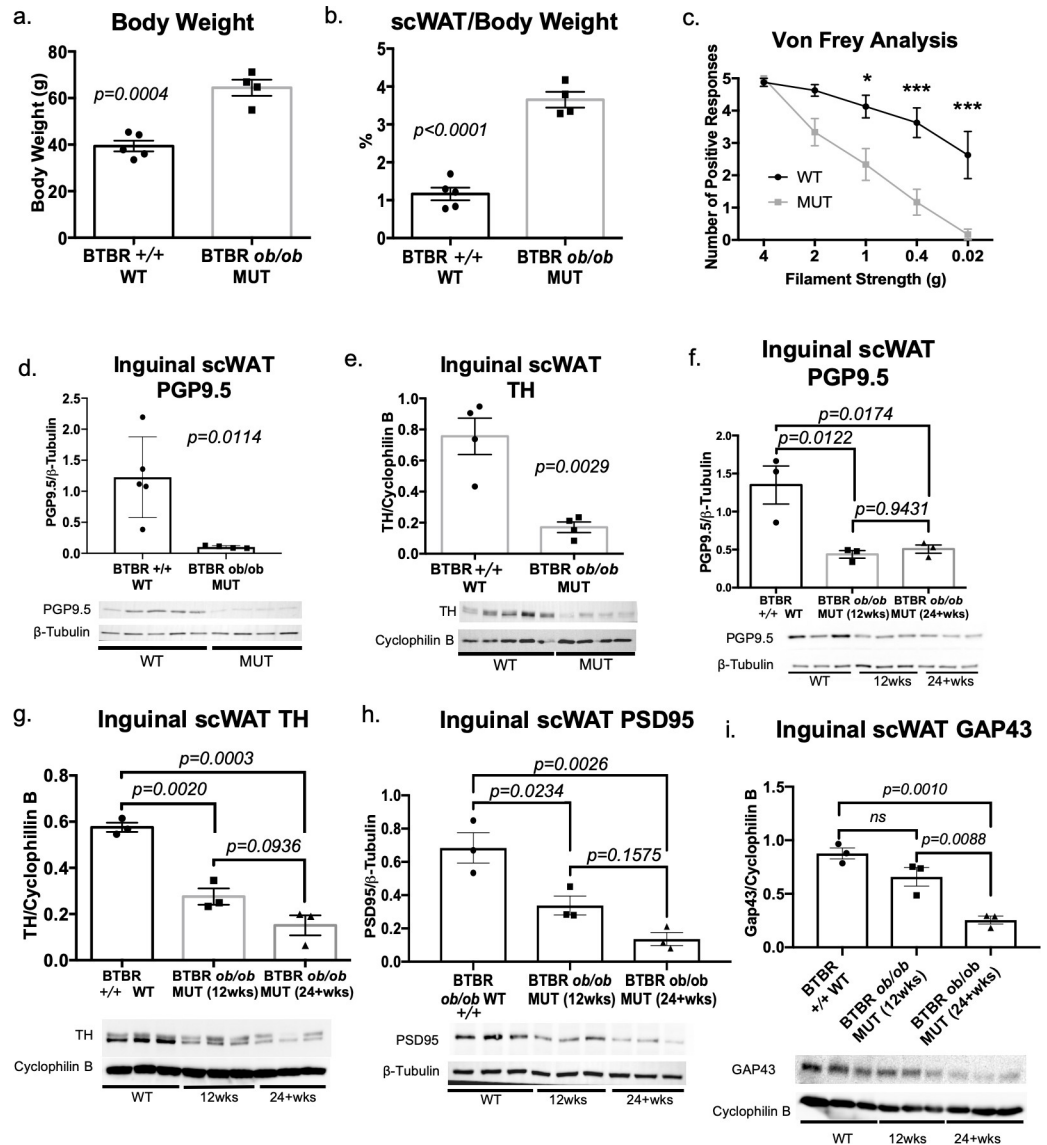 a.
Body Weight
Body Weight (g)
80
60
40
20
0
p=0.0004
BTBR +/+
WT
BTBR ob/ob
MUT
b.
scWAT/Body Weight
%
5
4
3
2
1
0
p<0.0001
BTBR +/+
WT
BTBR ob/ob
MUT
c.
Von Frey Analysis
Number of Positive Responses
5
4
3
2
1
0
*
***
***
WT
MUT
4 2 1 0.4 0.02
Filament Strength (g)
d.
Inguinal scWAT
PGP9.5
PGP9.5/β-Tubulin
2.5
2.0
1.5
1.0
0.5
0.0
p=0.0114
BTBR +/+
WT
BTBR ob/ob
MUT
PGP9.5
β-Tubulin
WT
MUT
e.
Inguinal scWAT
TH
TH/Cyclophilin B
1.0
0.8
0.6
0.4
0.2
0.0
p=0.0029
BTBR +/+
WT
BTBR ob/ob
MUT
TH
Cyclophilin B
WT
MUT
f.
Inguinal scWAT
PGP9.5
PGP9.5/β-Tubulin
2.0
1.5
1.0
0.5
0.0
p=0.0174
p=0.0122
p=0.9431
BTBR
+/+ WT
BTBR ob/ob
MUT (12wks)
BTBR ob/ob
MUT (24+wks)
PGP9.5
β-Tubulin
WT
12wks
24+wks
g.
Inguinal scWAT TH
TH/Cyclophillin B
0.8
0.6
0.4
0.2
0.0
p=0.0003
p=0.0020
p=0.0936
BTBR
+/+ WT
BTBR ob/ob
MUT (12wks)
BTBR ob/ob
MUT (24+wks)
TH
Cyclophilin B
WT
12wks
24+wks
h.
Inguinal scWAT PSD95
PSD95/β-Tubulin
1.0
0.8
0.6
0.4
0.2
0.0
p=0.0026
p=0.0234
p=0.1575
BTBR
ob/ob WT
+/+
BTBR ob/ob
MUT (12wks)
BTBR ob/ob
MUT (24+wks)
PSD95
β-Tubulin
WT
12wks
24+wks
i.
Inguinal scWAT GAP43
Gap43/Cyclophilin B
1.5
1.0
0.5
0.0
p=0.0010
ns
p=0.0088
BTBR
+/+ WT
BTBR ob/ob
MUT (12wks)
BTBR ob/ob
MUT (24+wks)
GAP43
Cyclophilin B
WT
12wks
24+wks